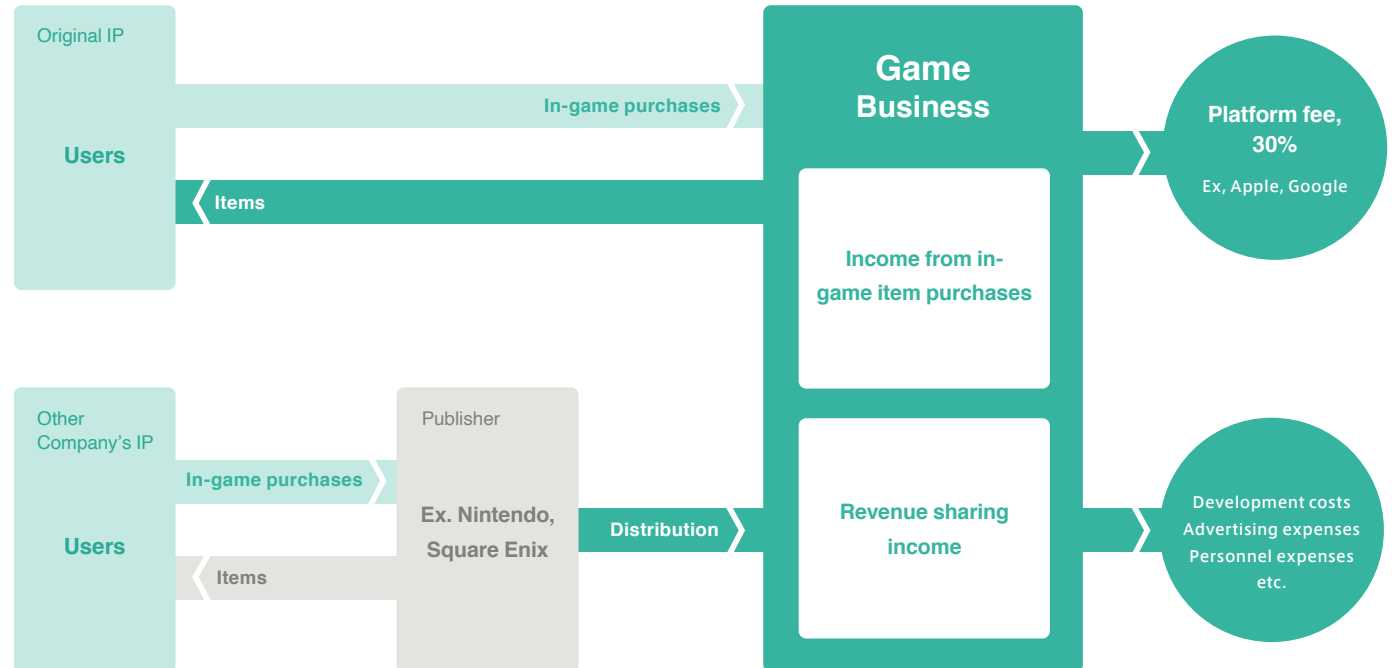 Original IP
Users
In-game purchases
Items
Game
Business
Income from in-
game item purchases
Platform fee,
30%
Ex, Apple, Google
Other
Company’s IP
Users
In-game purchases
Items
Publisher
Ex. Nintendo,
Square Enix
Distribution
Revenue sharing
income
Development costs
Advertising expenses
Personnel expenses
etc.